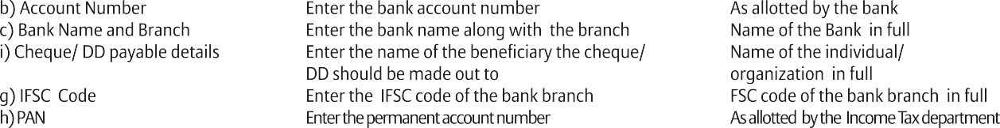 b) Account Number Enter the bank account number As allotted by the bank
c) Bank Name and Branch Enter the bank name along with the branch Name of the Bank in full
i) Cheque/ DD payable details Enter the name of the beneficiary the cheque/ Name of the individual/
DD should be made out to organization in full
g) IFSC Code Enter the IFSC code of the bank branch FSC code of the bank branch in full
h) PAN Enter the permanent account number As allotted by the Income Tax department